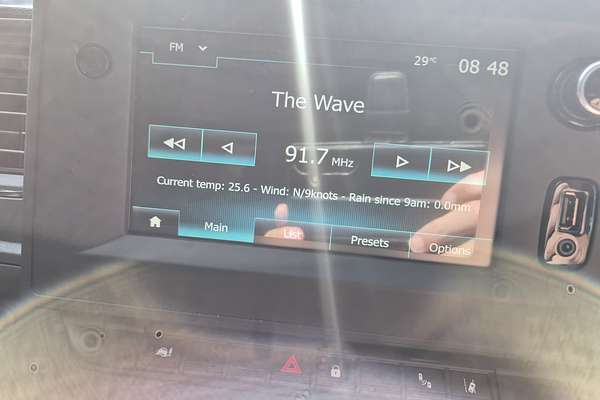 FM
29°C
08 48
The Wave
91.7 MHz
Current temp: 25.6 - Wind: N/9knots - Rain since 9am: 0.0mm
Main
List
Presets
Options